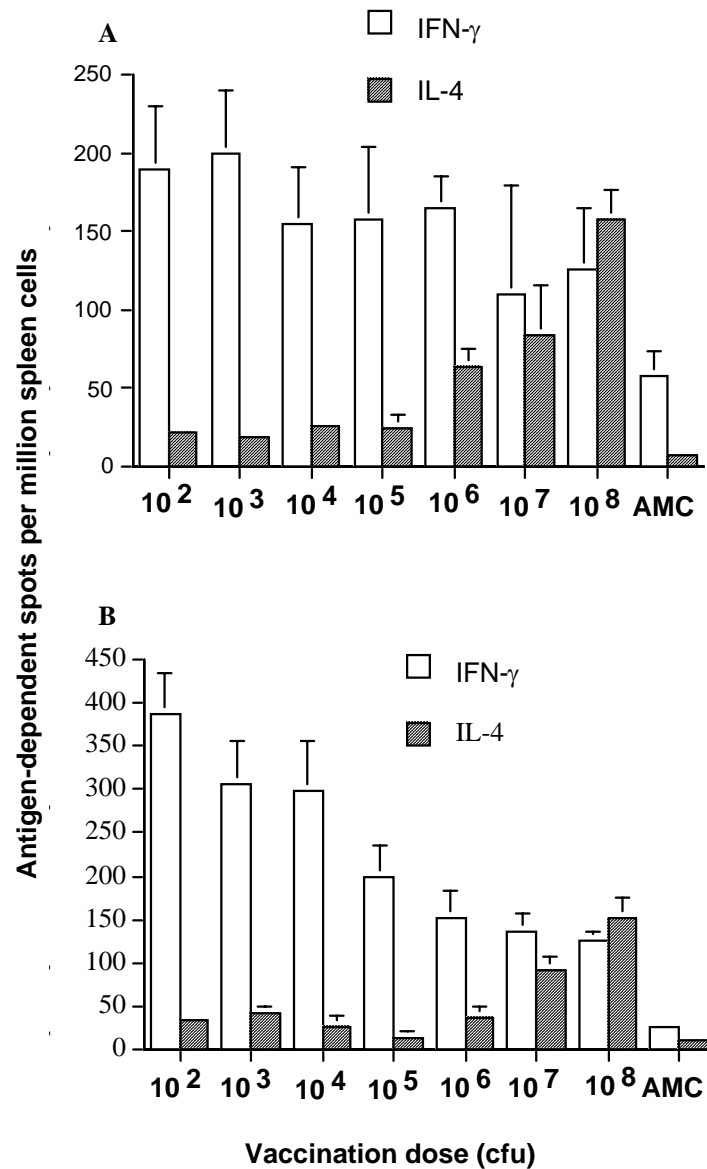 A
IFN-γ
IL-4
250
200
150
100
50
0
10 2 10 3 10 4 10 5 10 6 10 7 10 8 AMC
Antigen-dependent spots per million spleen cells
B
IFN-γ
IL-4
450
400
350
300
250
200
150
100
50
0
10 2 10 3 10 4 10 5 10 6 10 7 10 8 AMC
Vaccination dose (cfu)